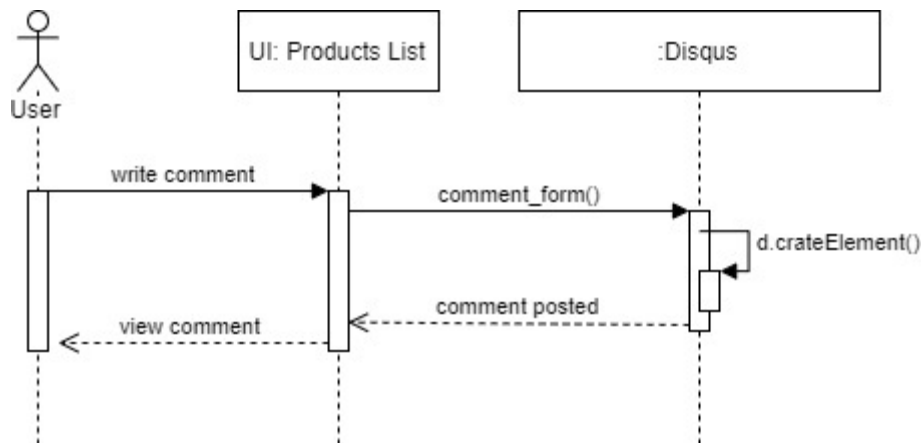 UI: Products List
:Disqus
User
write comment
comment_form()
d.crateElement()
comment posted
view comment